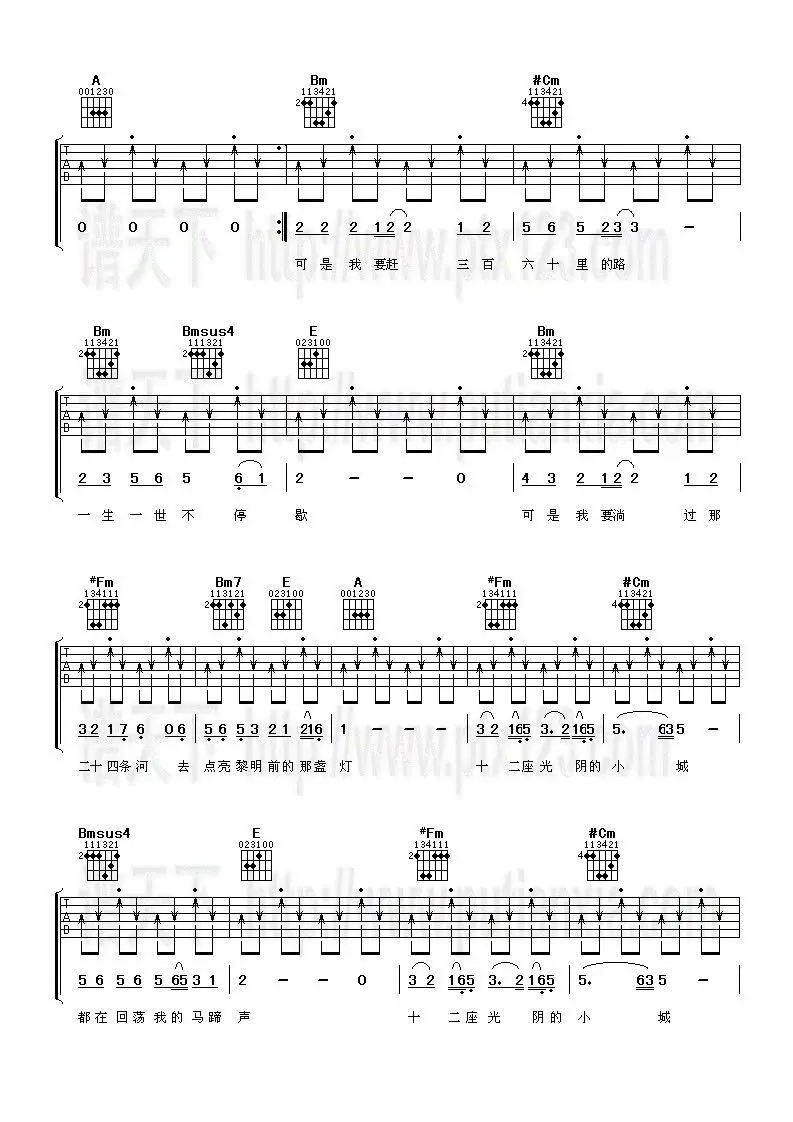 A Bm #Cm
001230 113421 113421
2 4
T A B
0 0 0 0 2 2 2 1 2 2 1 2 5 6 5 2 3 3 -
可是我要赶 三百 六十里的路
Bm Bmsus4 E Bm
113421 111321 023100 113421
2 2 2
T A B
2 3 5 6 5 6 1 2 - - 0 4 3 2 1 2 2 1 2
一生一世不停 歇 可是我要淌 过那
#Fm Bm7 E A #Fm #Cm
134111 113121 023100 001230 134111 113421
2 2 2 4
T A B
3 2 1 7 6 0 6 5 6 5 3 2 1 2 1 6 1 - - - 3 2 1 6 5 3. 2 1 6 5 5. 6 3 5 -
二十四条河 去 点亮黎明前的那盏 灯 十 二座光 阴的小 城
Bmsus4 E #Fm #Cm
111321 023100 134111 113421
2 2 4
T A B
5 6 5 6 5 6 5 3 1 2 - - 0 3 2 1 6 5 3. 2 1 6 5 5. 6 3 5 -
都在回荡我的马蹄 声 十 二座光 阴的小 城
谱天下 http://www.ptx123.com